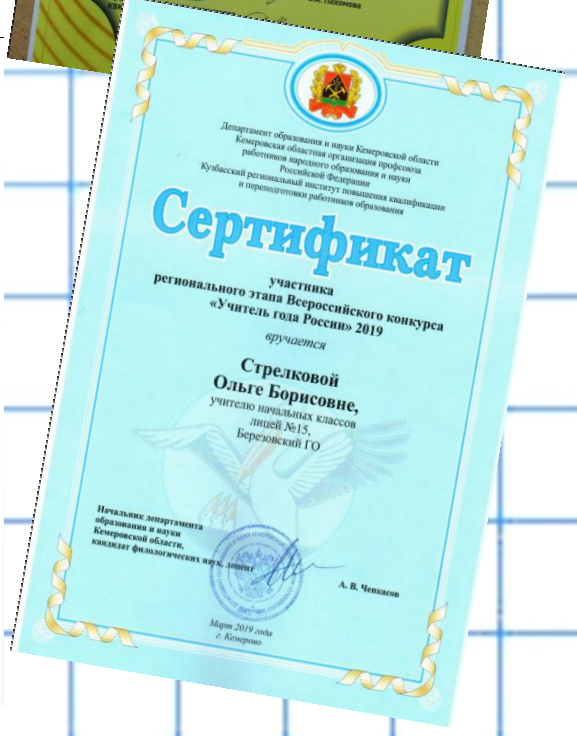 Пахомова
Департамент образования и науки Кемеровской области
Кемеровская областная организация профсоюза
работников народного образования и науки
Российской Федерации
Кузбасский региональный институт повышения квалификации
и переподготовки работников образования
Сертификат
участника
регионального этапа Всероссийского конкурса
«Учитель года России» 2019
вручается
Стрелковой
Ольге Борисовне,
учителю начальных классов
лицей №15,
Березовский ГО
Начальник департамента
образования и науки
Кемеровской области,
кандидат филологических наук, доцент
А. В. Чепкасов
Март 2019 года
г. Кемерово